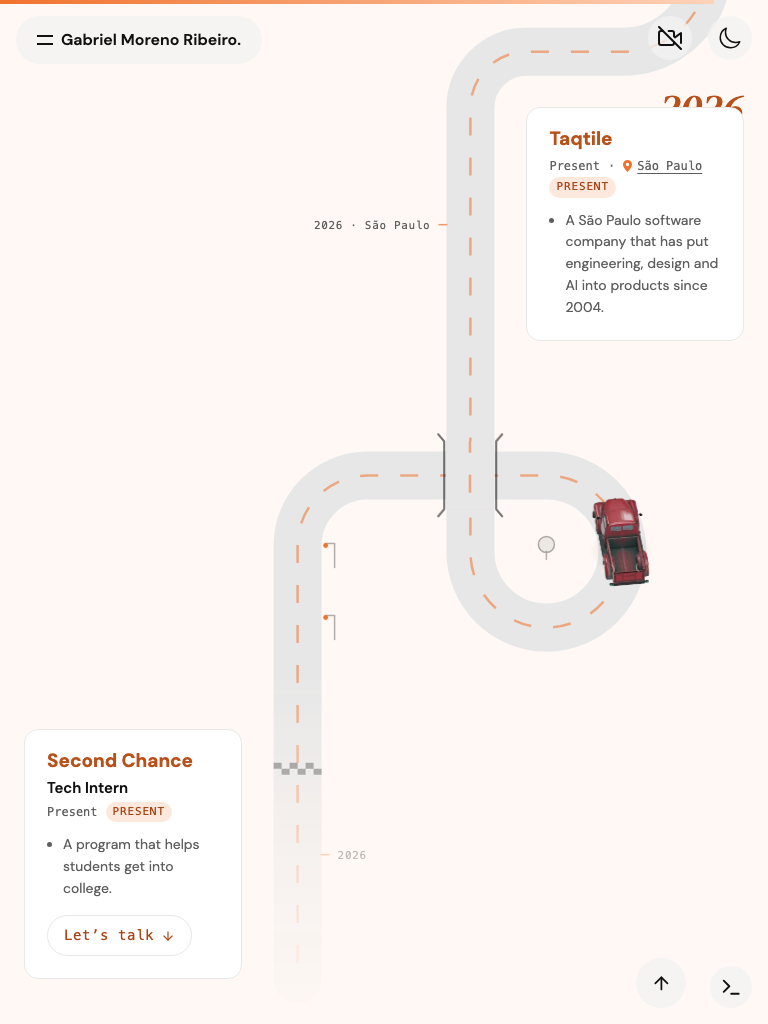 Gabriel Moreno Ribeiro.
2026
Taqtile
Present · São Paulo
PRESENT
• A São Paulo software
company that has put
engineering, design and
AI into products since
2004.
2026 · São Paulo
Second Chance
Tech Intern
Present PRESENT
• A program that helps
students get into
college.
Let’s talk ↓
2026